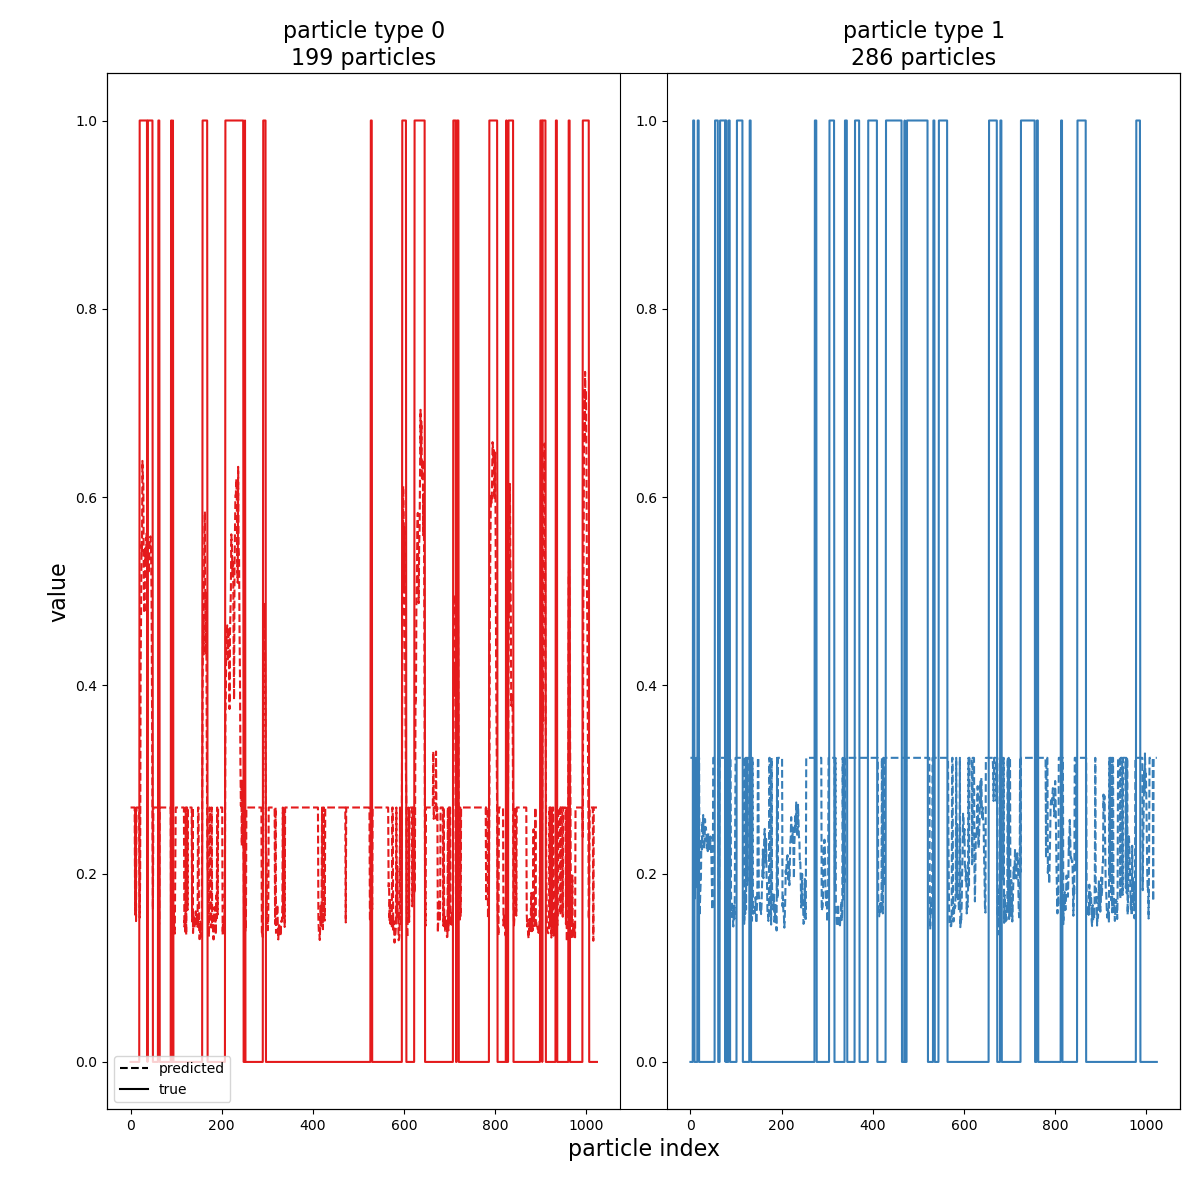 particle type 0
199 particles
particle type 1
286 particles
1.0
0.8
0.6
0.4
0.2
0.0
value
1.0
0.8
0.6
0.4
0.2
0.0
predicted
true
0 200 400 600 800 1000
0 200 400 600 800 1000
particle index